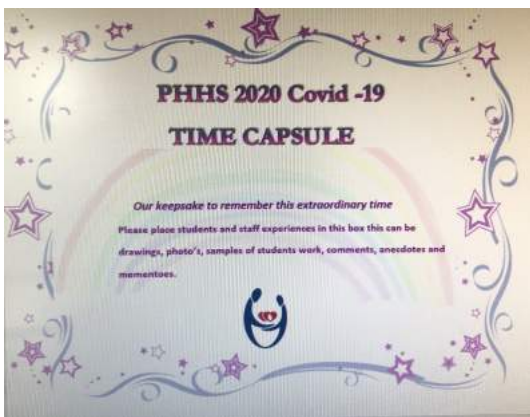 PHHS 2020 Covid -19
TIME CAPSULE
Our keepsake to remember this extraordinary time
Please place students and staff experiences in this box this can be
drawings, photo's, samples of students work, comments, anecdotes and
mementoes.